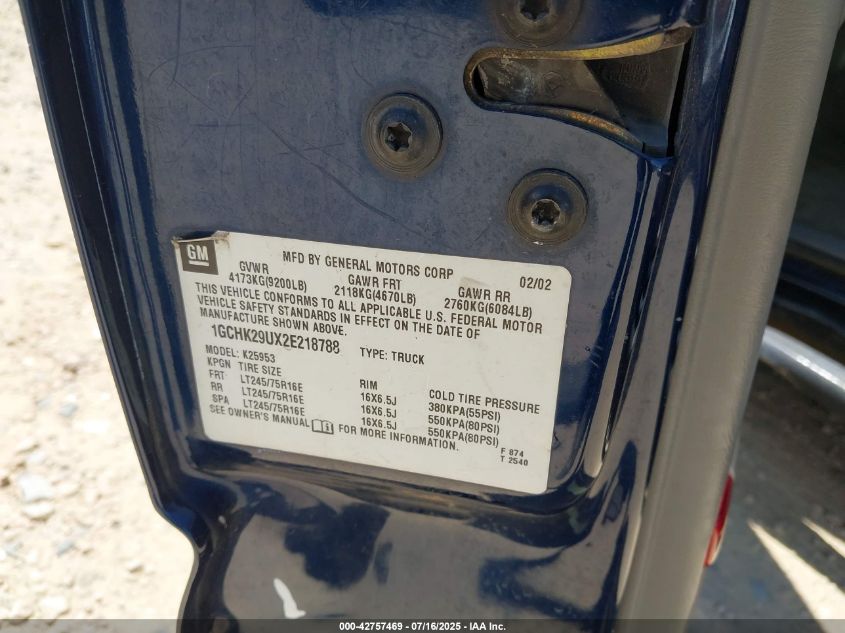 GM
MFD BY GENERAL MOTORS CORP 02/02
GVWR GAWR FRT GAWR RR
4173KG(9200LB) 2118KG(4670LB) 2760KG(6084LB)
THIS VEHICLE CONFORMS TO ALL APPLICABLE U.S. FEDERAL MOTOR
VEHICLE SAFETY STANDARDS IN EFFECT ON THE DATE OF
MANUFACTURE SHOWN ABOVE.
1GCHK29UX2E218788
MODEL: K25953 TYPE: TRUCK
KPGN TIRE SIZE RIM COLD TIRE PRESSURE
FRT LT245/75R16E 16X6.5J 380KPA(55PSI)
RR LT245/75R16E 16X6.5J 550KPA(80PSI)
SPA LT245/75R16E 16X6.5J 550KPA(80PSI)
SEE OWNER'S MANUAL FOR MORE INFORMATION.
F 874
T 2540
000-42757469 - 07/16/2025 - IAA Inc.